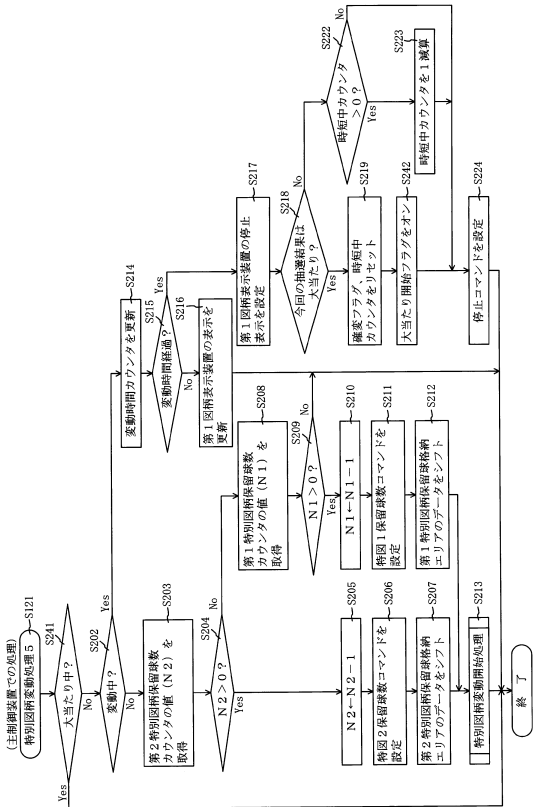 (主制御装置での処理)
特別図柄変動処理5
S121
大当たり中?
S241
Yes
No
変動中?
S202
Yes
No
第2特別図柄保留球数
カウンタの値(N2)を
取得
S203
N2>0?
S204
No
Yes
N2←N2-1
S205
特図2保留球数コマンドを
設定
S206
第2特別図柄保留球格納
エリアのデータをシフト
S207
第1特別図柄保留球数
カウンタの値(N1)を
取得
S208
N1>0?
S209
No
Yes
N1←N1-1
S210
特図1保留球数コマンドを
設定
S211
第1特別図柄保留球格納
エリアのデータをシフト
S212
特別図柄変動開始処理
S213
変動時間カウンタを更新
S214
変動時間経過?
S215
Yes
No
第1図柄表示装置の表示を
更新
S216
第1図柄表示装置の停止
表示を設定
S217
今回の抽選結果は
大当たり?
S218
No
Yes
確変フラグ、時短中
カウンタをリセット
S219
大当たり開始フラグをオン
S242
時短中カウンタ
>0?
S222
No
Yes
時短中カウンタを1減算
S223
停止コマンドを設定
S224
終了